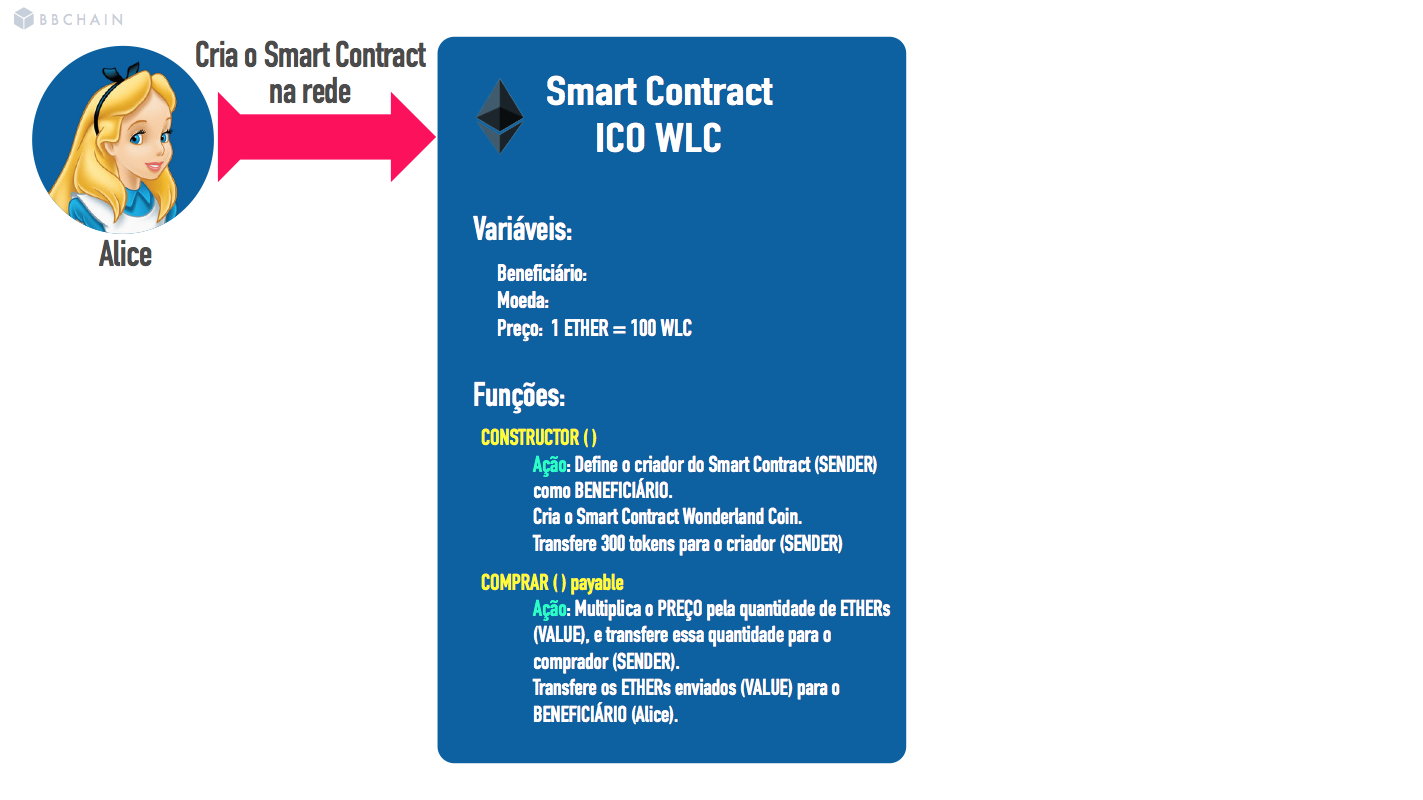 BBCHAIN
Cria o Smart Contract
na rede
Alice
Smart Contract
ICO WLC
Variáveis:
Beneficiário:
Moeda:
Preço: 1 ETHER = 100 WLC
Funções:
CONSTRUCTOR ( )
Ação: Define o criador do Smart Contract (SENDER)
como BENEFICIÁRIO.
Cria o Smart Contract Wonderland Coin.
Transfere 300 tokens para o criador (SENDER)
COMPRAR ( ) payable
Ação: Multiplica o PREÇO pela quantidade de ETHERs
(VALUE), e transfere essa quantidade para o
comprador (SENDER).
Transfere os ETHERs enviados (VALUE) para o
BENEFICIÁRIO (Alice).